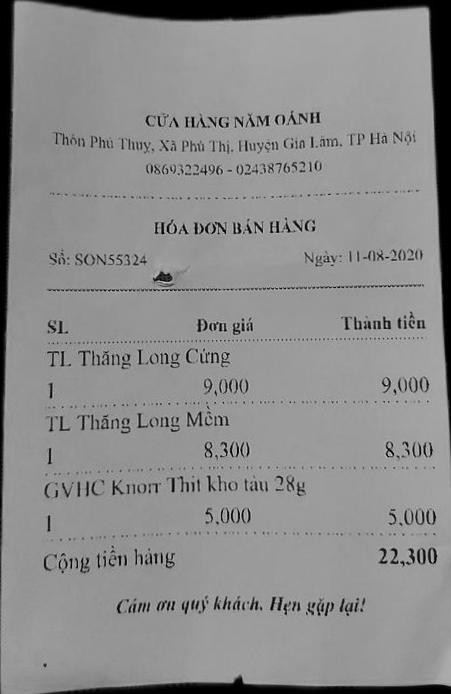 CỬA HÀNG NĂM OÁNH
Thôn Phú Thụy, Xã Phú Thị, Huyện Gia Lâm, TP Hà Nội
0869322496 - 02438765210
HÓA ĐƠN BÁN HÀNG
Số: SON55324 Ngày: 11-08-2020
SL Đơn giá Thành tiền
TL Thăng Long Cứng
1 9,000 9,000
TL Thăng Long Mềm
1 8,300 8,300
GVHC Knorr Thịt kho tàu 28g
1 5,000 5,000
Cộng tiền hàng 22,300
Cám ơn quý khách. Hẹn gặp lại!